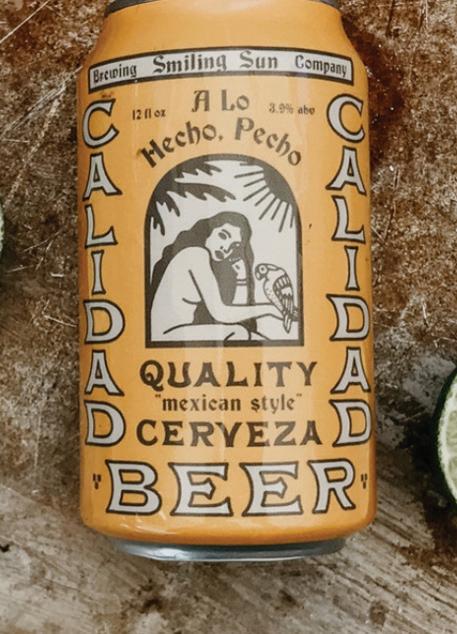 Brewing Smiling Sun Company
12 fl oz
A Lo
3.9% abv
Hecho, Pecho
CALIDAD
CALIDAD
QUALITY
"mexican style"
CERVEZA
"BEER"